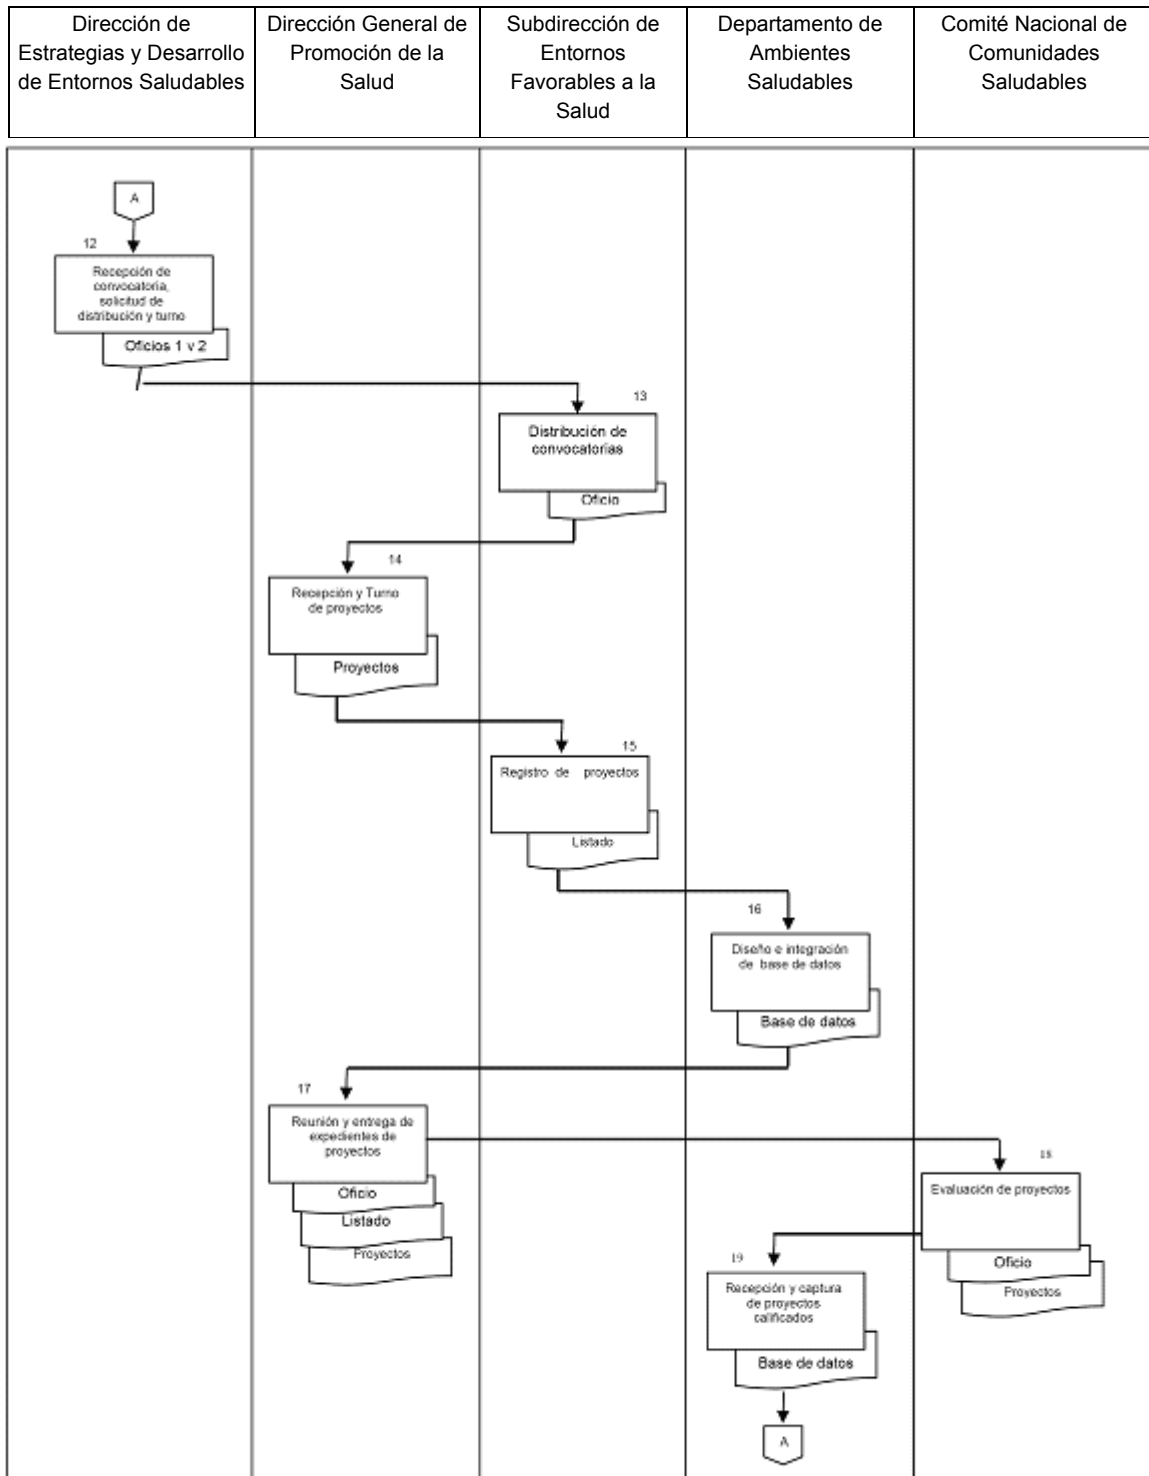 Dirección de
Estrategias y Desarrollo
de Entornos Saludables
Dirección General de
Promoción de la
Salud
Subdirección de
Entornos
Favorables a la
Salud
Departamento de
Ambientes
Saludables
Comité Nacional de
Comunidades
Saludables
A
12
Recepción de
convocatoria,
solicitud de
distribución y turno
Oficios 1 y 2
13
Distribución de
convocatorias
Oficio
14
Recepción y Turno
de proyectos
Proyectos
15
Registro de proyectos
Listado
16
Diseño e integración
de base de datos
Base de datos
17
Reunión y entrega de
expedientes de
proyectos
Oficio
Listado
Proyectos
18
Evaluación de proyectos
Oficio
Proyectos
19
Recepción y captura
de proyectos
calificados
Base de datos
A